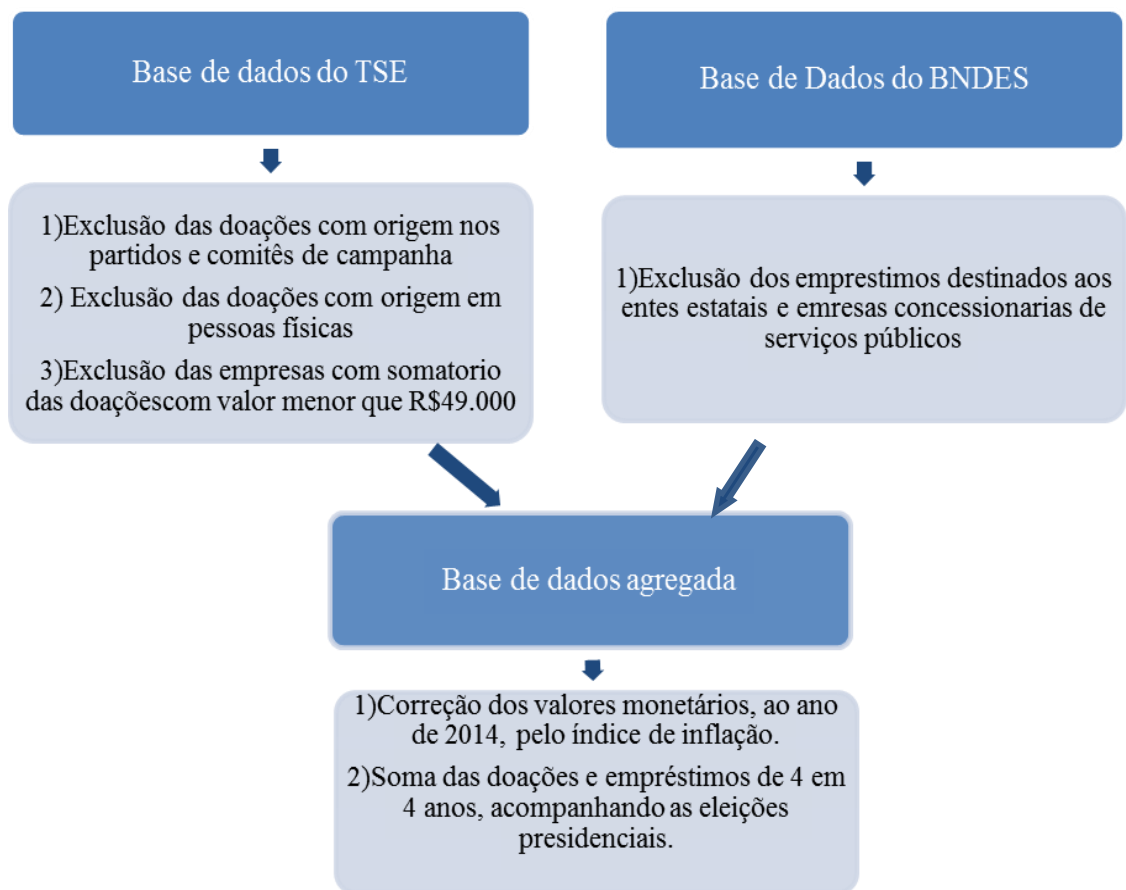 Base de dados do TSE
1)Exclusão das doações com origem nos
partidos e comitês de campanha
2) Exclusão das doações com origem em
pessoas físicas
3)Exclusão das empresas com somatorio
das doaçõescom valor menor que R$49.000
Base de Dados do BNDES
1)Exclusão dos emprestimos destinados aos
entes estatais e emresas concessionarias de
serviços públicos
Base de dados agregada
1)Correção dos valores monetários, ao ano
de 2014, pelo índice de inflação.
2)Soma das doações e empréstimos de 4 em
4 anos, acompanhando as eleições
presidenciais.